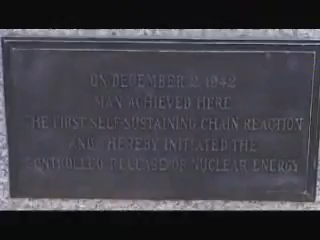 ON DECEMBER 2, 1942
MAN ACHIEVED HERE
THE FIRST SELF-SUSTAINING CHAIN REACTION
AND THEREBY INITIATED THE
CONTROLLED RELEASE OF NUCLEAR ENERGY